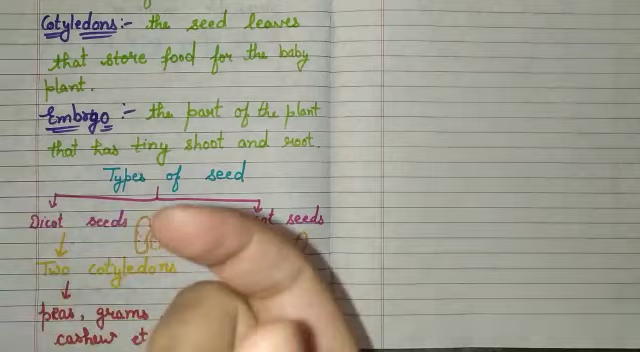 Cotyledons:- the seed leaves
that store food for the baby
plant.
Embryo:- the part of the plant
that has tiny shoot and root.
Types of seed
Dicot seeds seeds
Two cotyledons
peas, grams
cashew